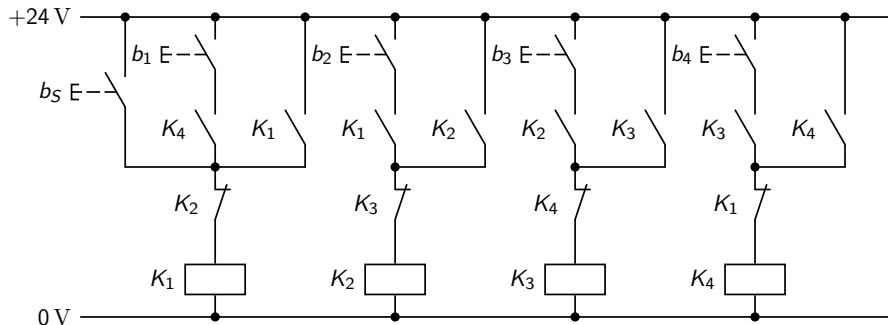 +24 V
b1 b2 b3 b4
bS
K4 K1 K1 K2 K2 K3 K3 K4
K2 K3 K4 K1
K1 K2 K3 K4
0 V